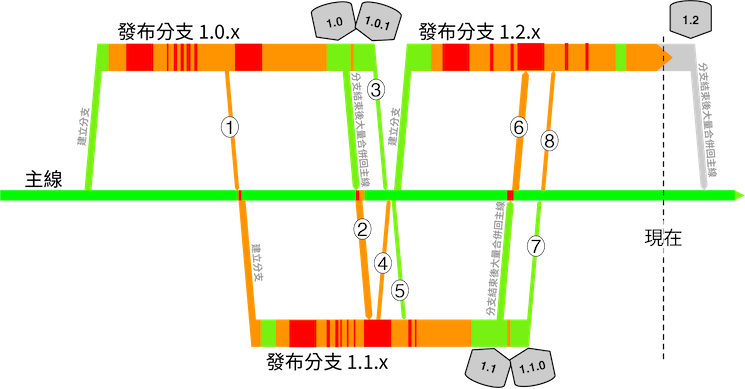 發布分支 1.0.x
1.0
1.0.1
發布分支 1.2.x
1.2
建立分支
①
分支結束後大量合併回主線
③
建立分支
⑥
⑧
分支結束後大量合併回主線
主線
建立分支
②
④
⑤
分支結束後大量合併回主線
⑦
現在
發布分支 1.1.x
1.1
1.1.0